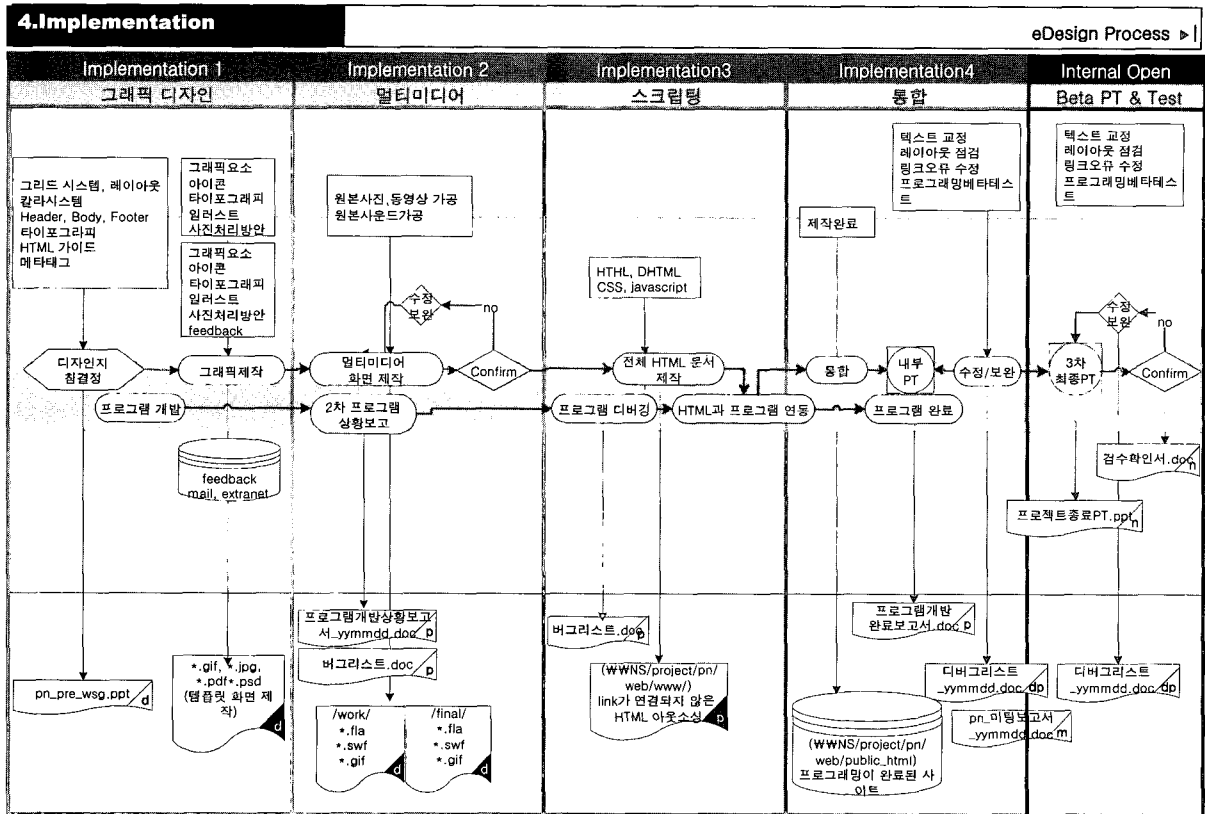 4.Implementation
eDesign Process
Implementation 1
Implementation 2
Implementation3
Implementation4
Internal Open
그래픽 디자인
멀티미디어
스크립팅
통합
Beta PT & Test
그리드 시스템, 레이아웃
칼라시스템
Header, Body, Footer
타이포그라피
HTML 가이드
메타태그
그래픽요소
아이콘
타이포그래피
일러스트
사진처리방안
그래픽요소
아이콘
타이포그래피
일러스트
사진처리방안
feedback
원본사진,동영상 가공
원본사운드가공
HTHL, DHTML
CSS, javascript
제작완료
텍스트 교정
레이아웃 점검
링크오류 수정
프로그래밍베타테스
트
텍스트 교정
레이아웃 점검
링크오류 수정
프로그래밍베타테스
트
수정
보완
no
수정
보완
no
디자인지
침결정
그래픽제작
멀티미디어
화면 제작
Confirm
전체 HTML 문서
제작
통합
내부
PT
수정/보완
3차
최종PT
Confirm
프로그램 개발
2차 프로그램
상황보고
프로그램 디버깅
HTML과 프로그램 연동
프로그램 완료
feedback
mail, extranet
검수확인서.doc
n
프로젝트종료PT.ppt
n
프로그램개발상황보고
서_yymmdd.doc
p
버그리스트.doc
p
버그리스트.doc
p
프로그램개발
완료보고서.doc
p
pn_pre_wsg.ppt
d
*.gif, *.jpg,
*.pdf*.psd
(템플릿 화면 제
작)
d
/work/
*.fla
*.swf
*.gif
d
/final/
*.fla
*.swf
*.gif
d
(￦￦NS/project/pn/
web/www/)
link가 연결되지 않은
HTML 아웃소싱
p
(￦￦NS/project/pn/
web/public_html)
프로그래밍이 완료된 사
이트
디버그리스트
_yymmdd.doc
dp
pn_미팅보고서
_yymmdd.doc
m
디버그리스트
_yymmdd.doc
dp